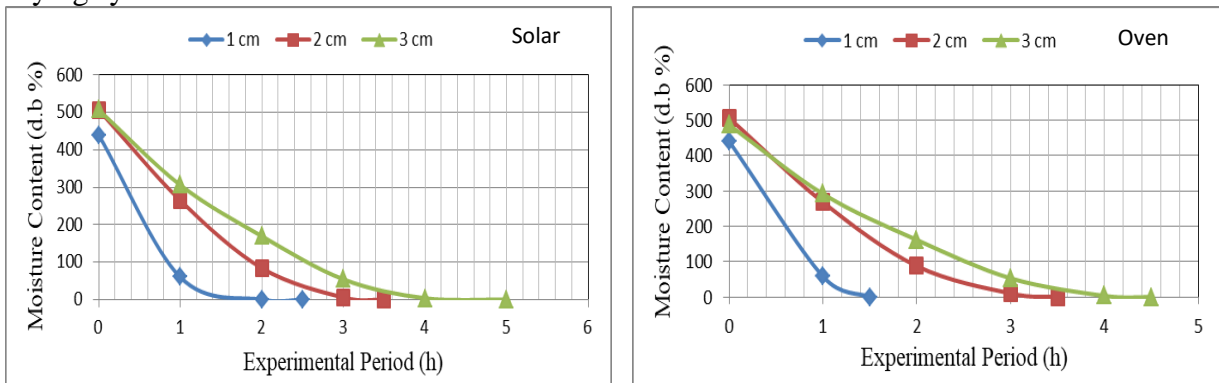 1 cm 2 cm 3 cm Solar
Moisture Content (d.b %)
600
500
400
300
200
100
0
0 1 2 3 4 5 6
Experimental Period (h)
1 cm 2 cm 3 cm Oven
Moisture Content (d.b %)
600
500
400
300
200
100
0
0 1 2 3 4 5
Experimental Period (h)